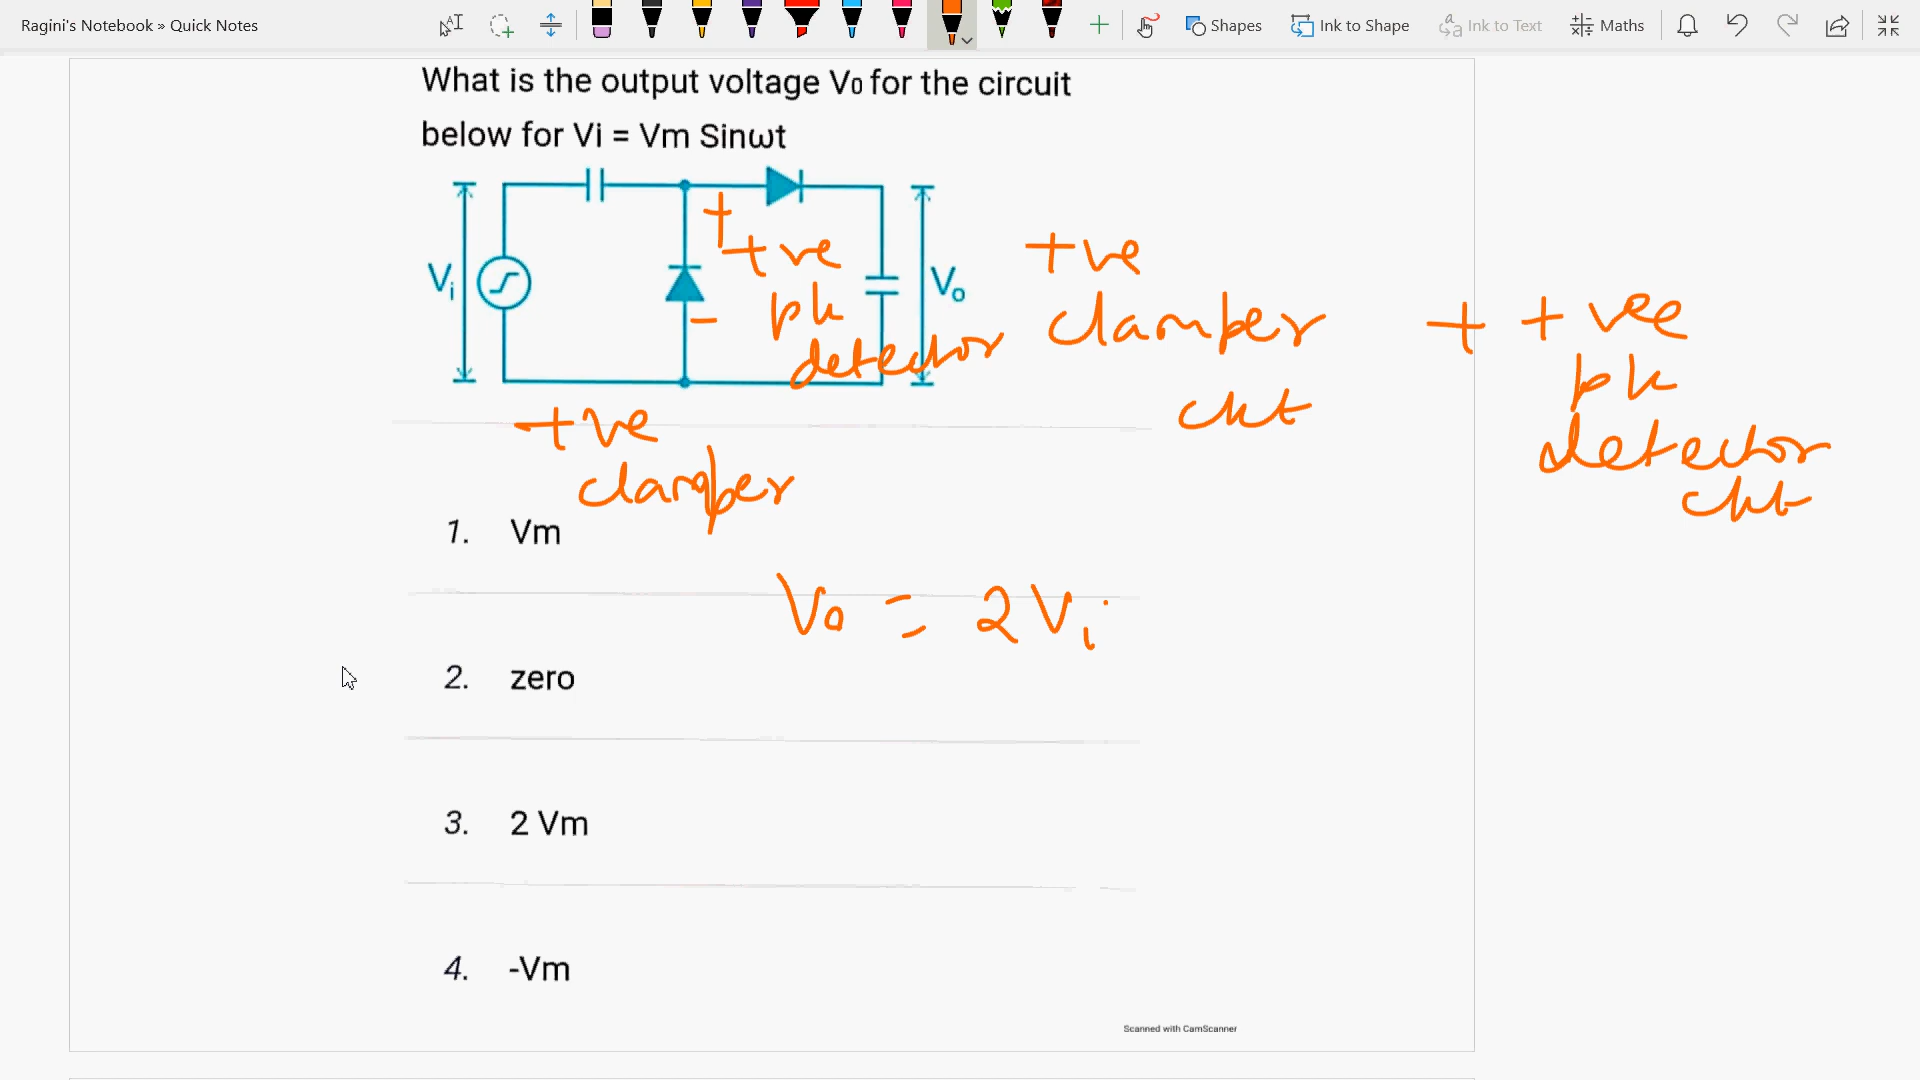 Ragini's Notebook » Quick Notes
Shapes
Ink to Shape
Ink to Text
Maths
What is the output voltage V0 for the circuit
below for Vi = Vm Sinωt
Vi
+
+ve
pk
detector
-
Vo
+ve
clamper
ckt
+ +vee
pk
detector
ckt
+ve
clamper
1. Vm
Vo = 2Vi
2. zero
3. 2 Vm
4. -Vm
Scanned with CamScanner